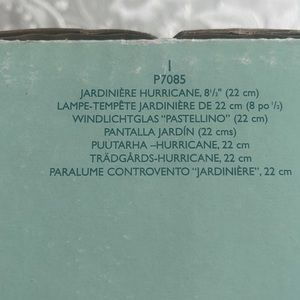 1
P7085
JARDINIÈRE HURRICANE, 8½" (22 cm)
LAMPE-TEMPÊTE JARDINIÈRE DE 22 cm (8 po ½)
WINDLICHTGLAS "PASTELLINO" (22 cm)
PANTALLA JARDÍN (22 cms)
PUUTARHA –HURRICANE, 22 cm
TRÄDGÅRDS-HURRICANE, 22 cm
PARALUME CONTROVENTO "JARDINIÈRE", 22 cm